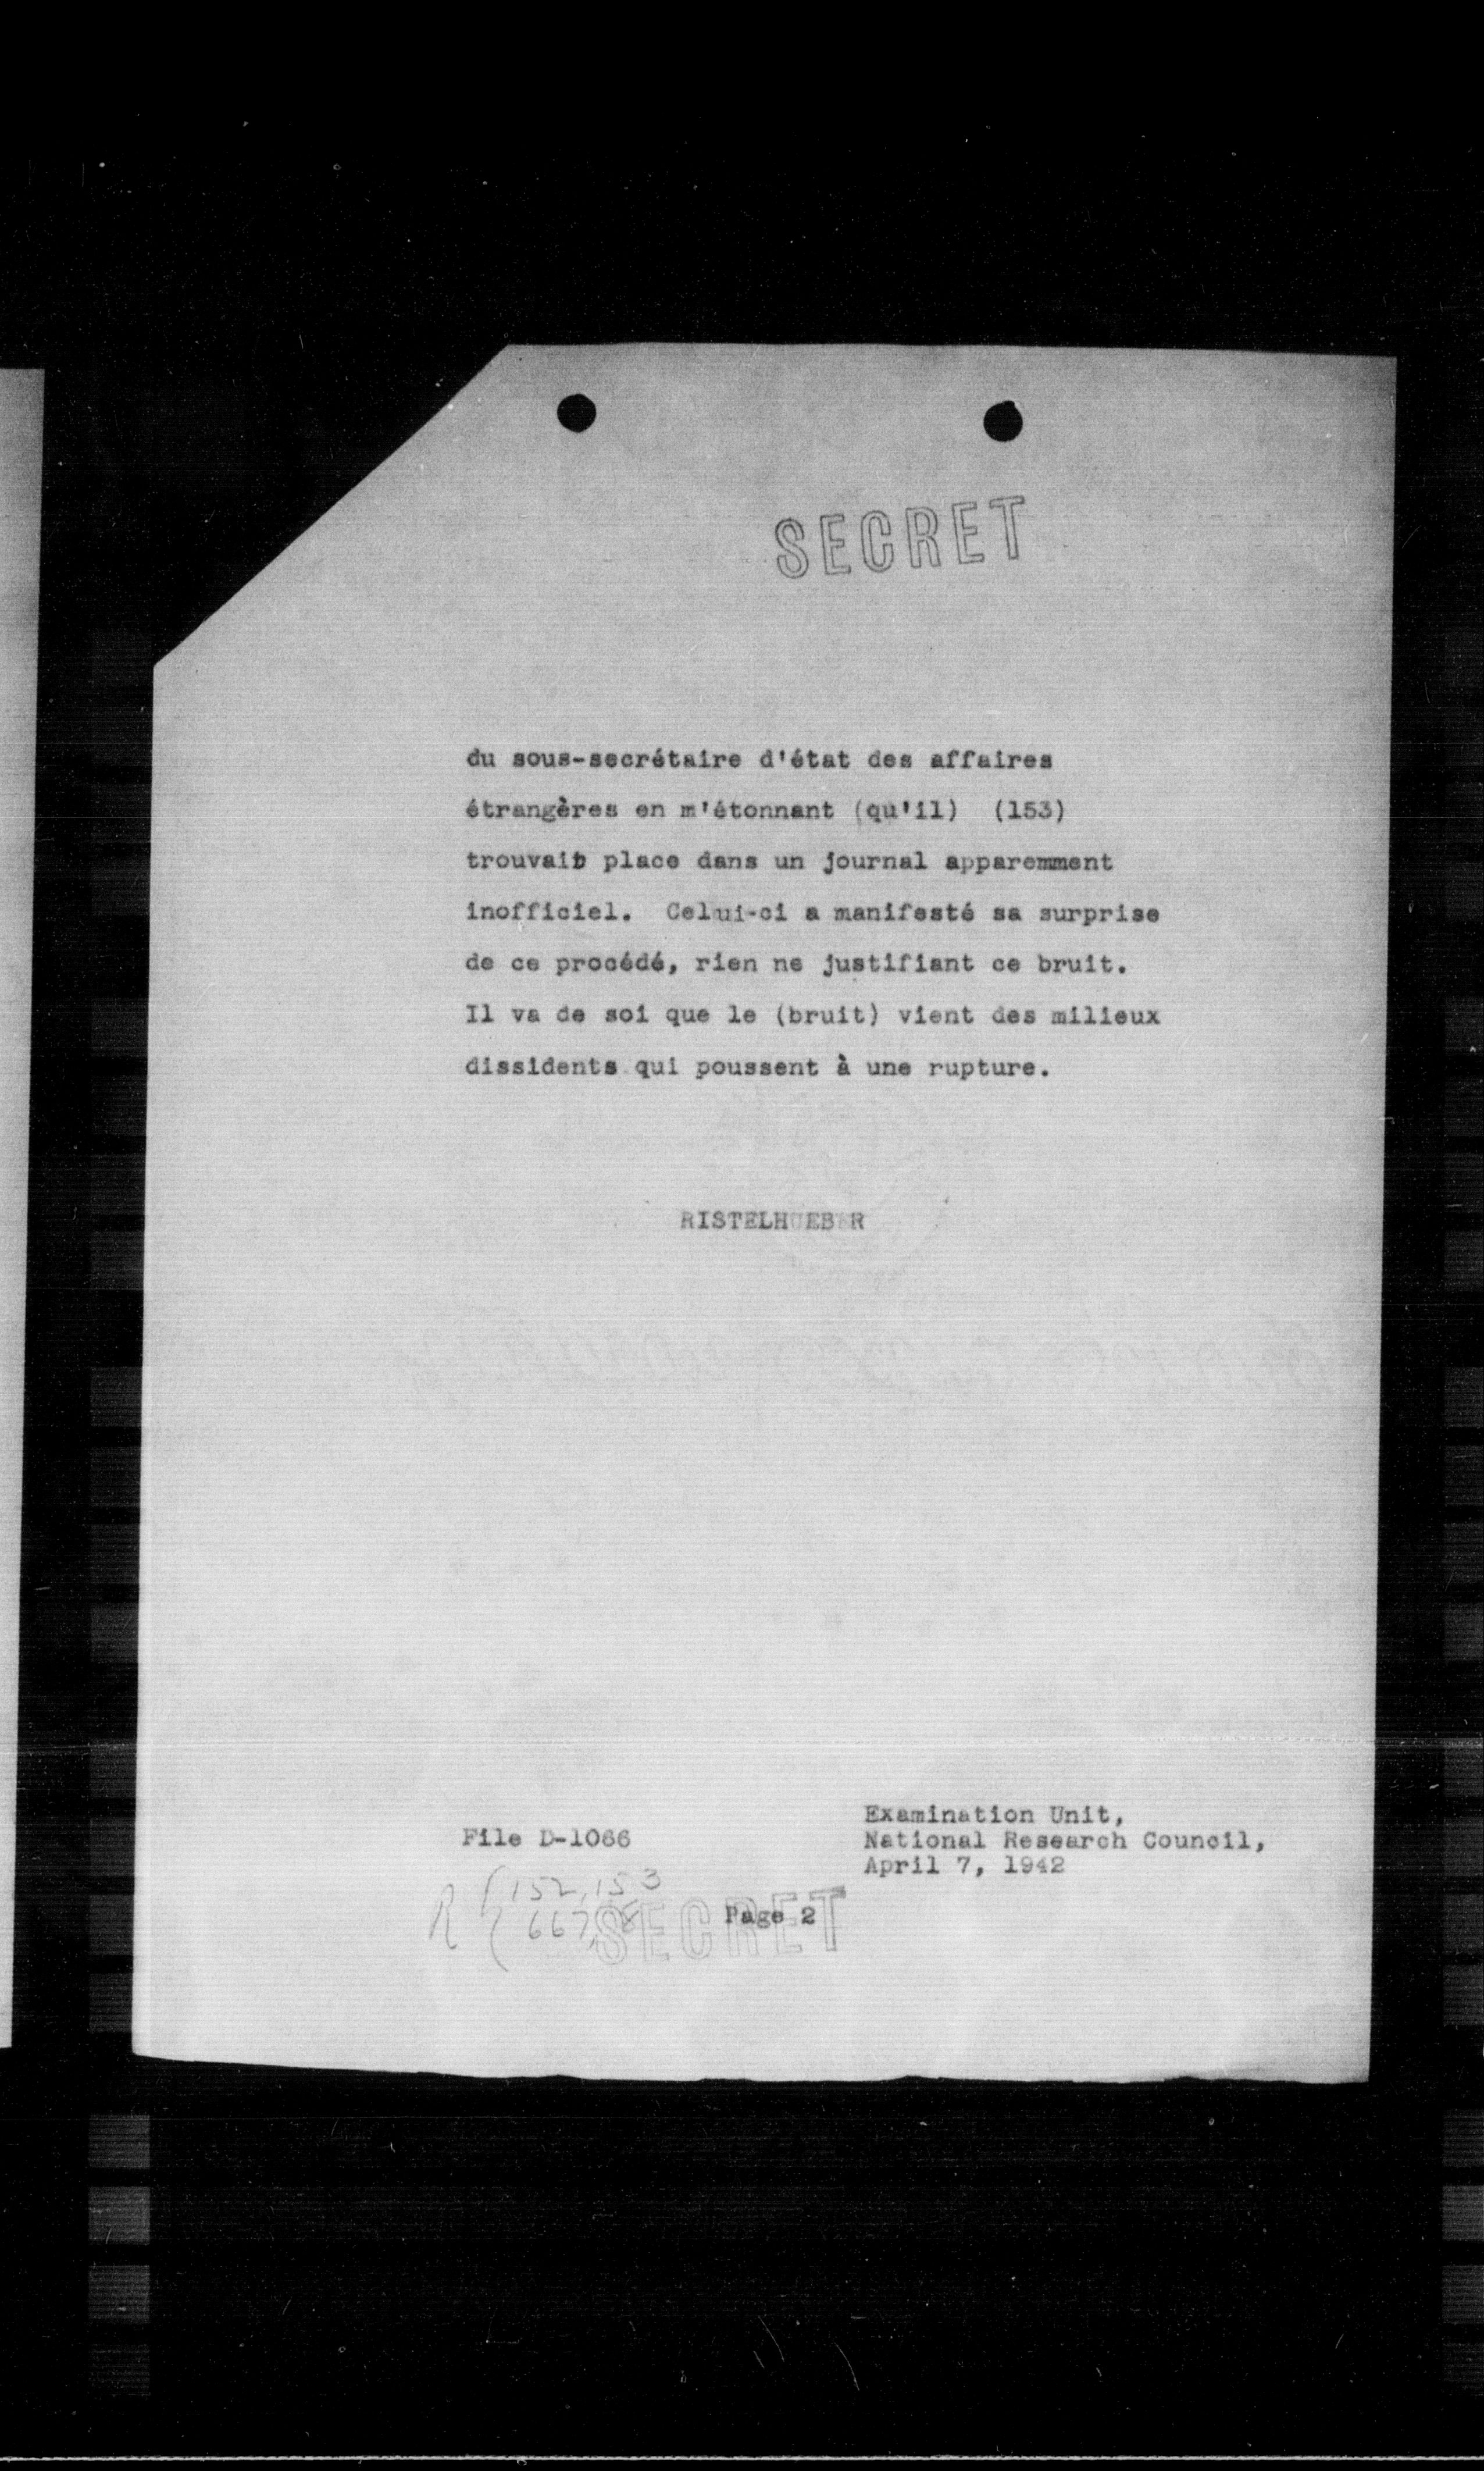 SECRET
du sous-secrétaire d'état des affaires
étrangères en m'étonnant (qu'il) (153)
trouvait place dans un journal apparemment
inofficiel. Celui-ci a manifesté sa surprise
de ce procédé, rien ne justifiant ce bruit.
Il va de soi que le (bruit) vient des milieux
dissidents qui poussent à une rupture.
RISTELHUEBER
Examination Unit,
File D-1066 National Research Council,
April 7, 1942
R { 152, 153
667,
Page 2
SECRET